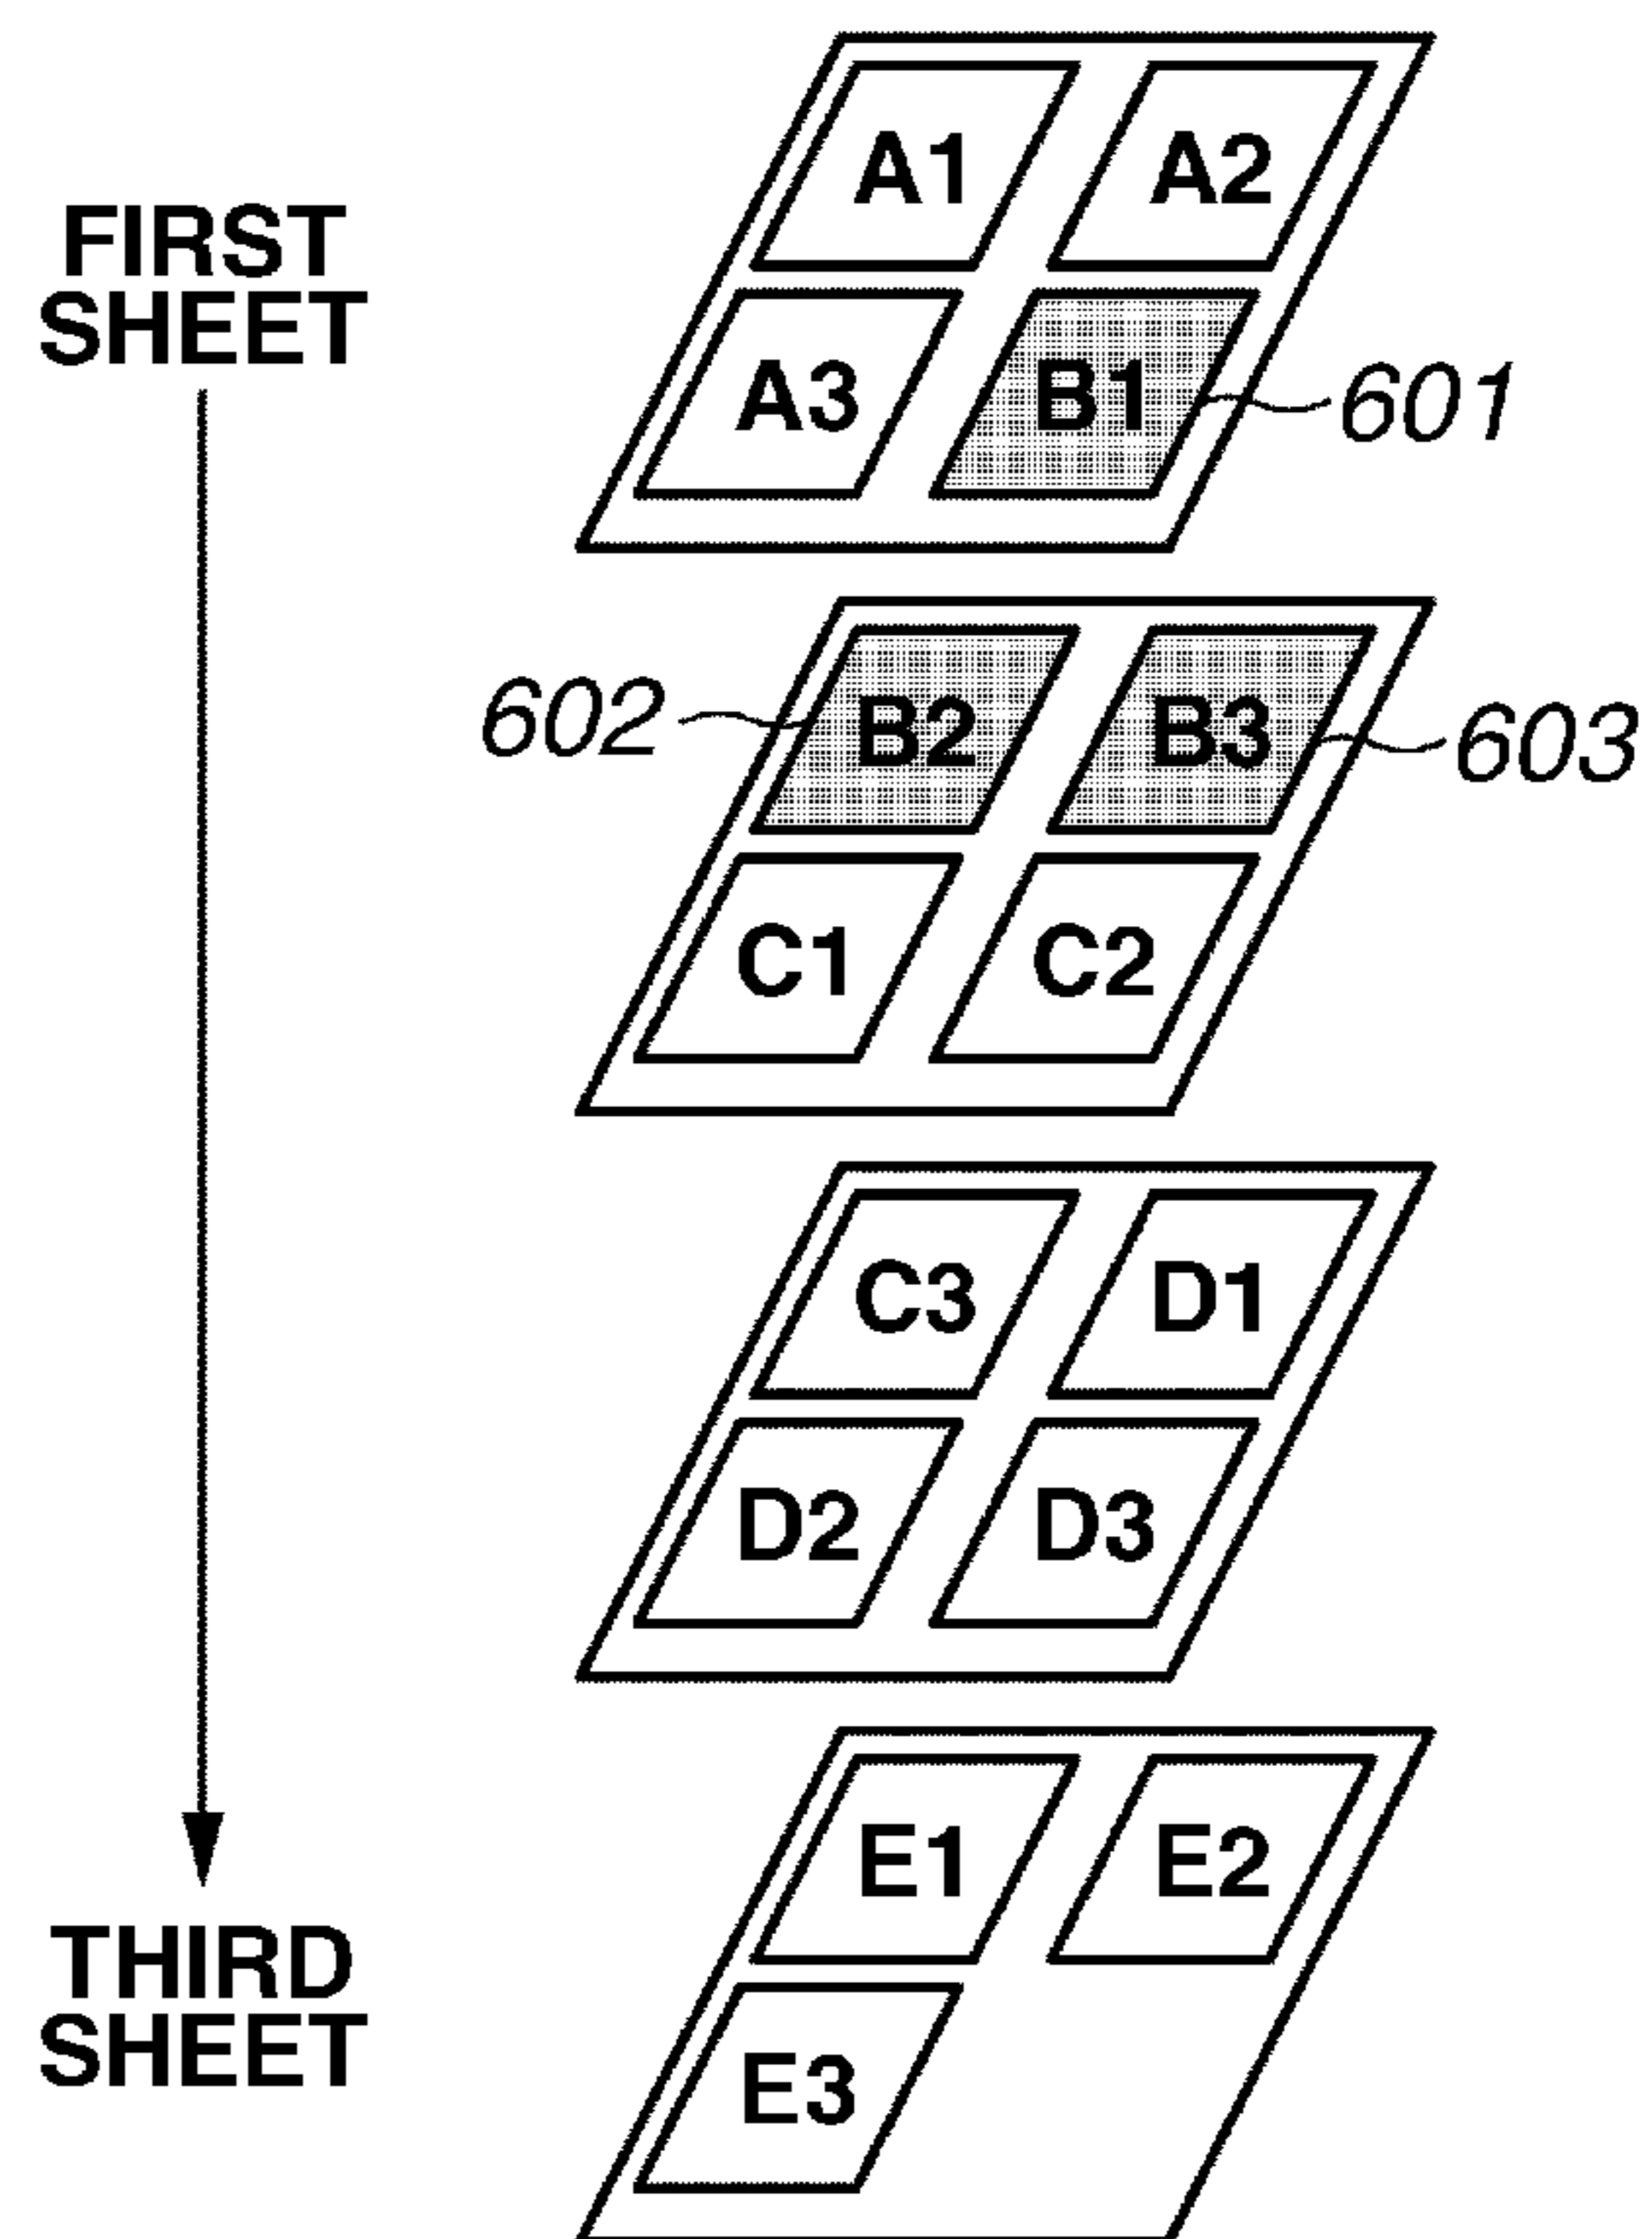 FIRST
SHEET
A1 A2
A3 B1 601
602 B2 B3 603
C1 C2
C3 D1
D2 D3
E1 E2
THIRD
SHEET
E3